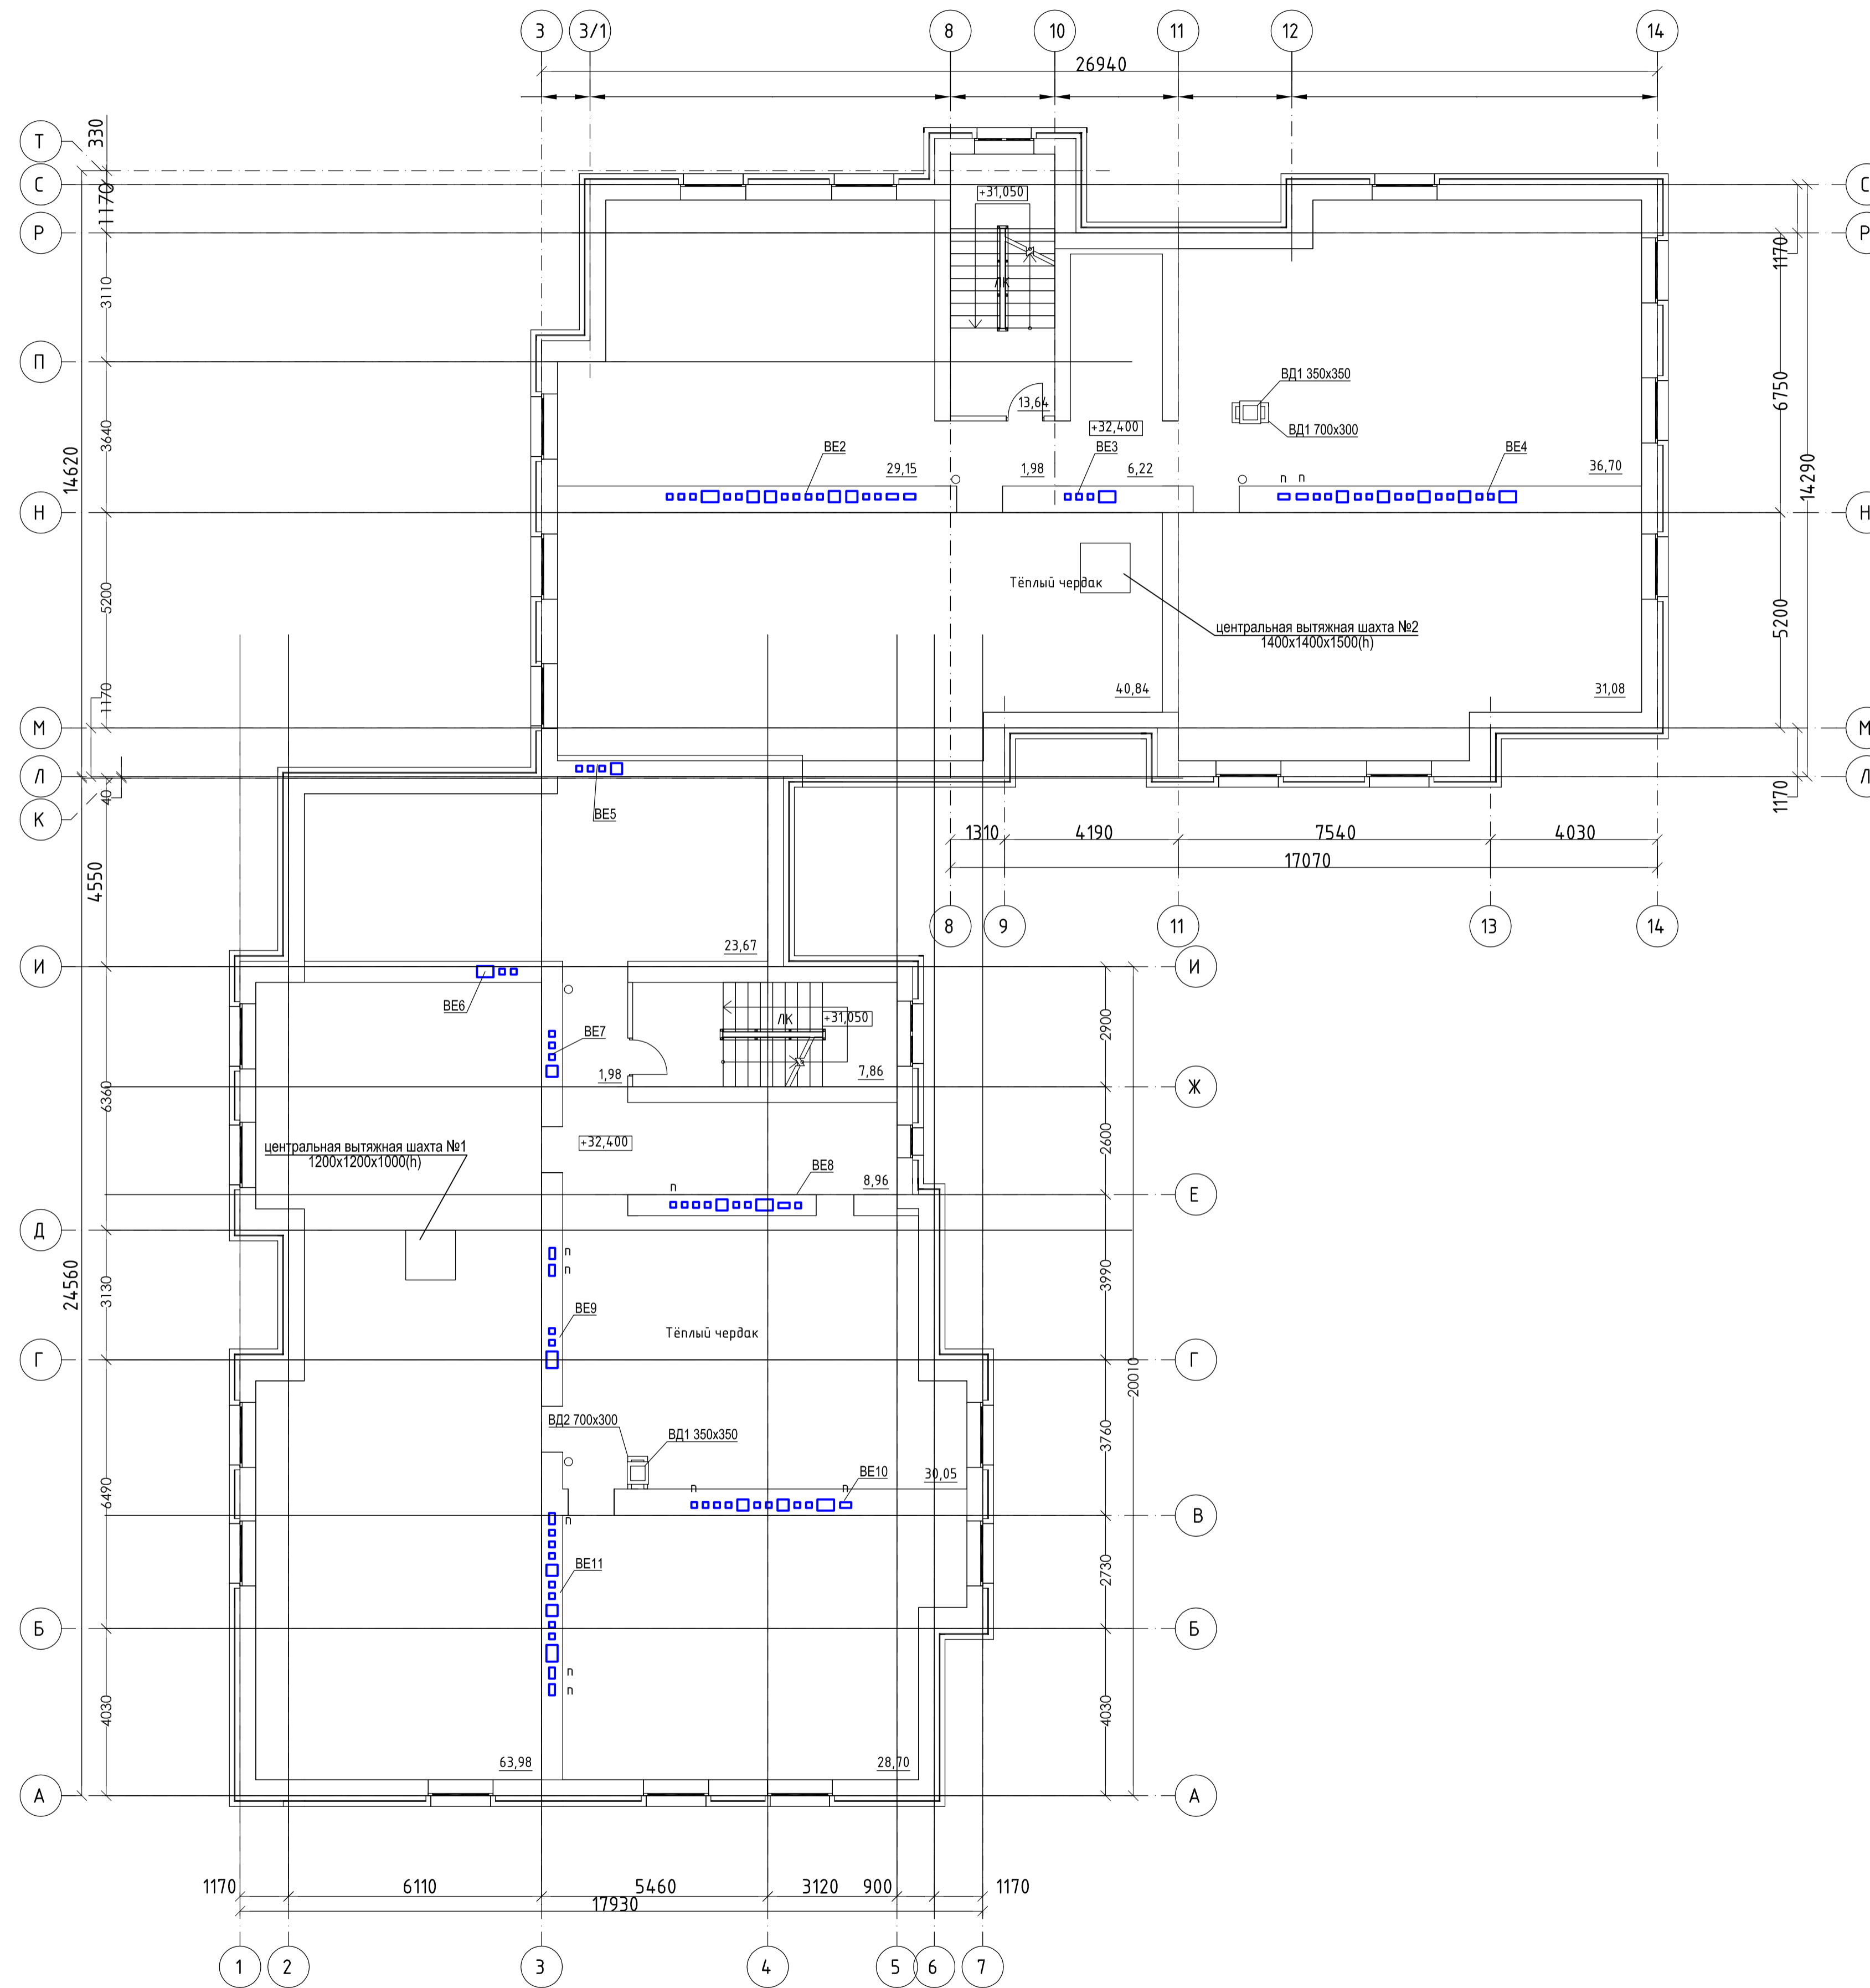 3
3/1
8
10
11
12
14
26940
Т
330
С
С
1170
+31,050
Р
Р
1170
3110
ЛК
П
ВД1 350х350
6750
13,64
ВД1 700х300
+32,400
3640
14620
ВЕ2
29,15
1,98
ВЕ3
6,22
ВЕ4
36,70
14290
п п
Н
Н
Тёплый чердак
5200
5200
центральная вытяжная шахта №2
1400х1400х1500(h)
1170
40,84
31,08
М
М
Л
Л
40
1170
К
ВЕ5
1310
4190
7540
4030
17070
4550
8
9
11
13
14
23,67
И
И
ВЕ6
ВЕ7
ЛК
+31,050
2900
1,98
7,86
Ж
6360
+32,400
2600
центральная вытяжная шахта №1
1200х1200х1000(h)
ВЕ8
8,96
п
Е
Д
п
п
24560
3130
3990
ВЕ9
Тёплый чердак
Г
Г
20010
ВД2 700х300
ВД1 350х350
3760
6490
п
п
ВЕ10
30,05
В
п
ВЕ11
2730
Б
Б
п
п
4030
4030
63,98
28,70
А
А
1170
6110
5460
3120
900
1170
17930
1
2
3
4
5
6
7